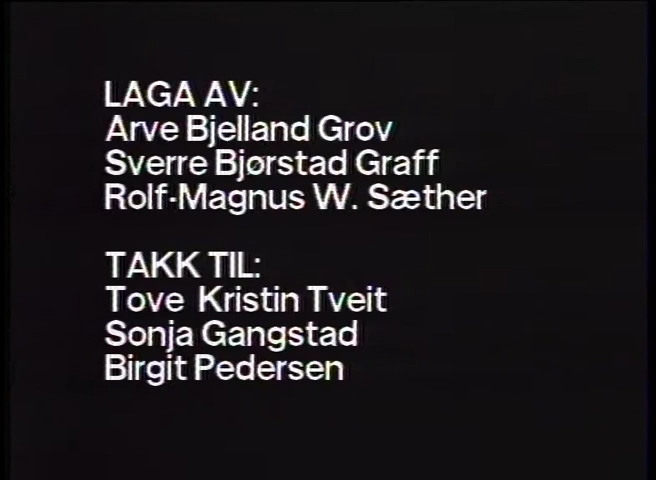 LAGA AV:
Arve Bjelland Grov
Sverre Bjørstad Graff
Rolf-Magnus W. Sæther
TAKK TIL:
Tove Kristin Tveit
Sonja Gangstad
Birgit Pedersen